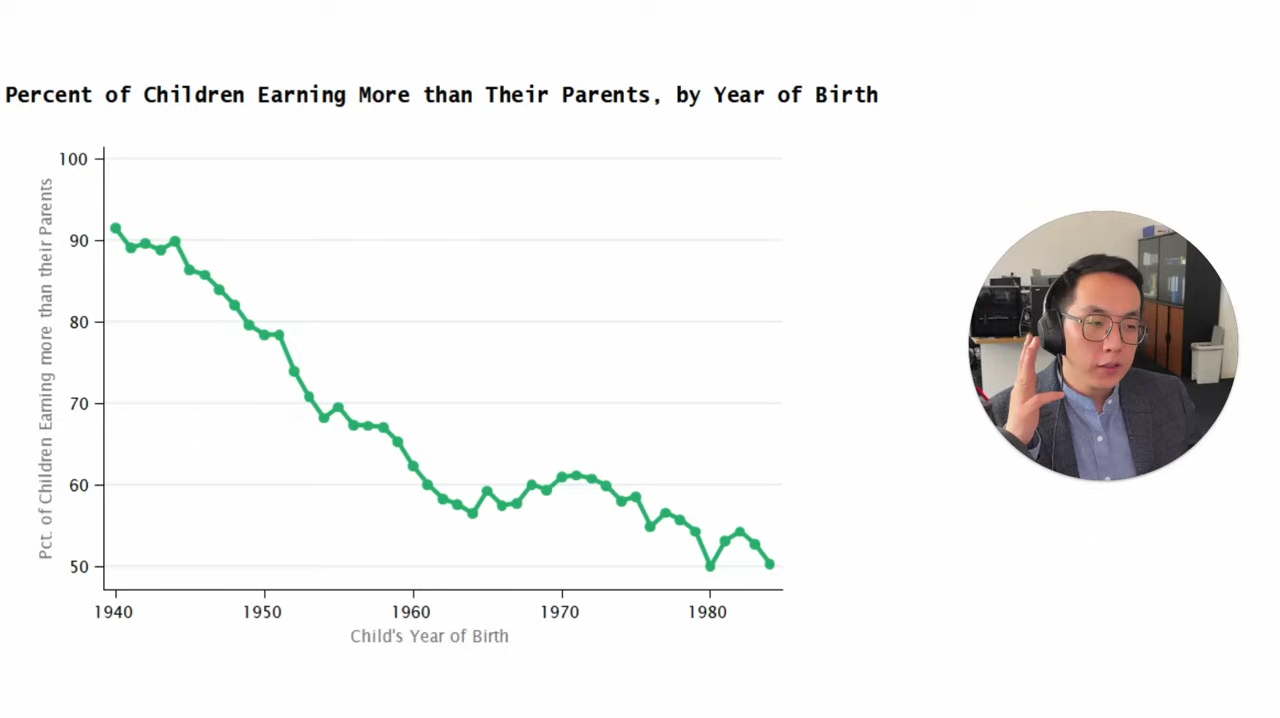 Percent of Children Earning More than Their Parents, by Year of Birth
Pct. of Children Earning more than their Parents
100
90
80
70
60
50
1940 1950 1960 1970 1980
Child's Year of Birth